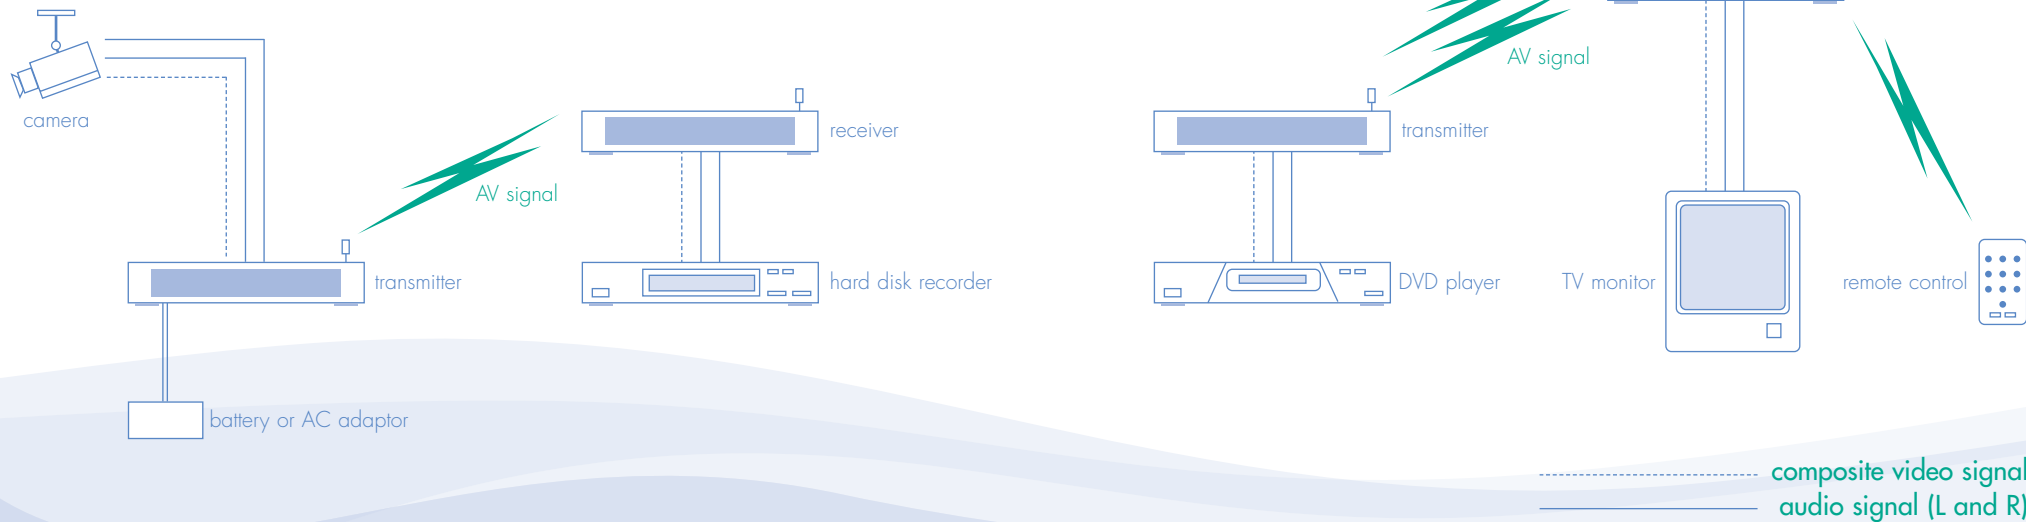 camera
AV signal
transmitter
battery or AC adaptor
receiver
hard disk recorder
AV signal
transmitter
DVD player
TV monitor
remote control
composite video signal
audio signal (L and R)